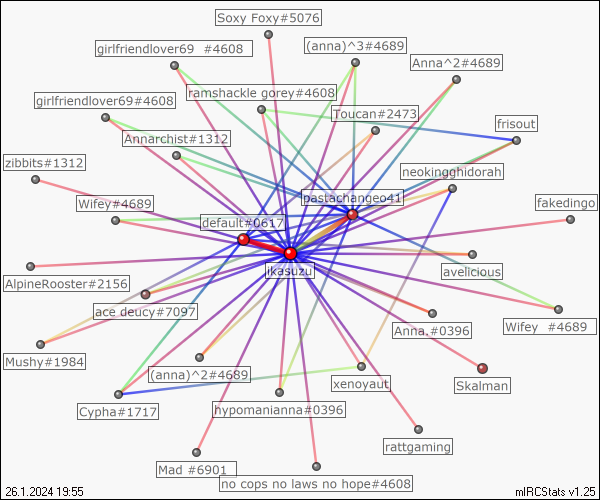 Soxy Foxy#5076
girlfriendlover69  #4608
(anna)^3#4689
Anna^2#4689
girlfriendlover69#4608
ramshackle gorey#4608
Toucan#2473
frisout
Annarchist#1312
zibbits#1312
neokingghidorah
pastachangeo41
Wifey#4689
fakedingo
default#0617
ikasuzu
avelicious
AlpineRooster#2156
ace deucy#7097
Wifey  #4689
Anna.#0396
Mushy#1984
(anna)^2#4689
xenoyaut
Skalman
Cypha#1717
hypomanianna#0396
rattgaming
Mad #6901
no cops no laws no hope#4608
26.1.2024 19:55
mIRCStats v1.25